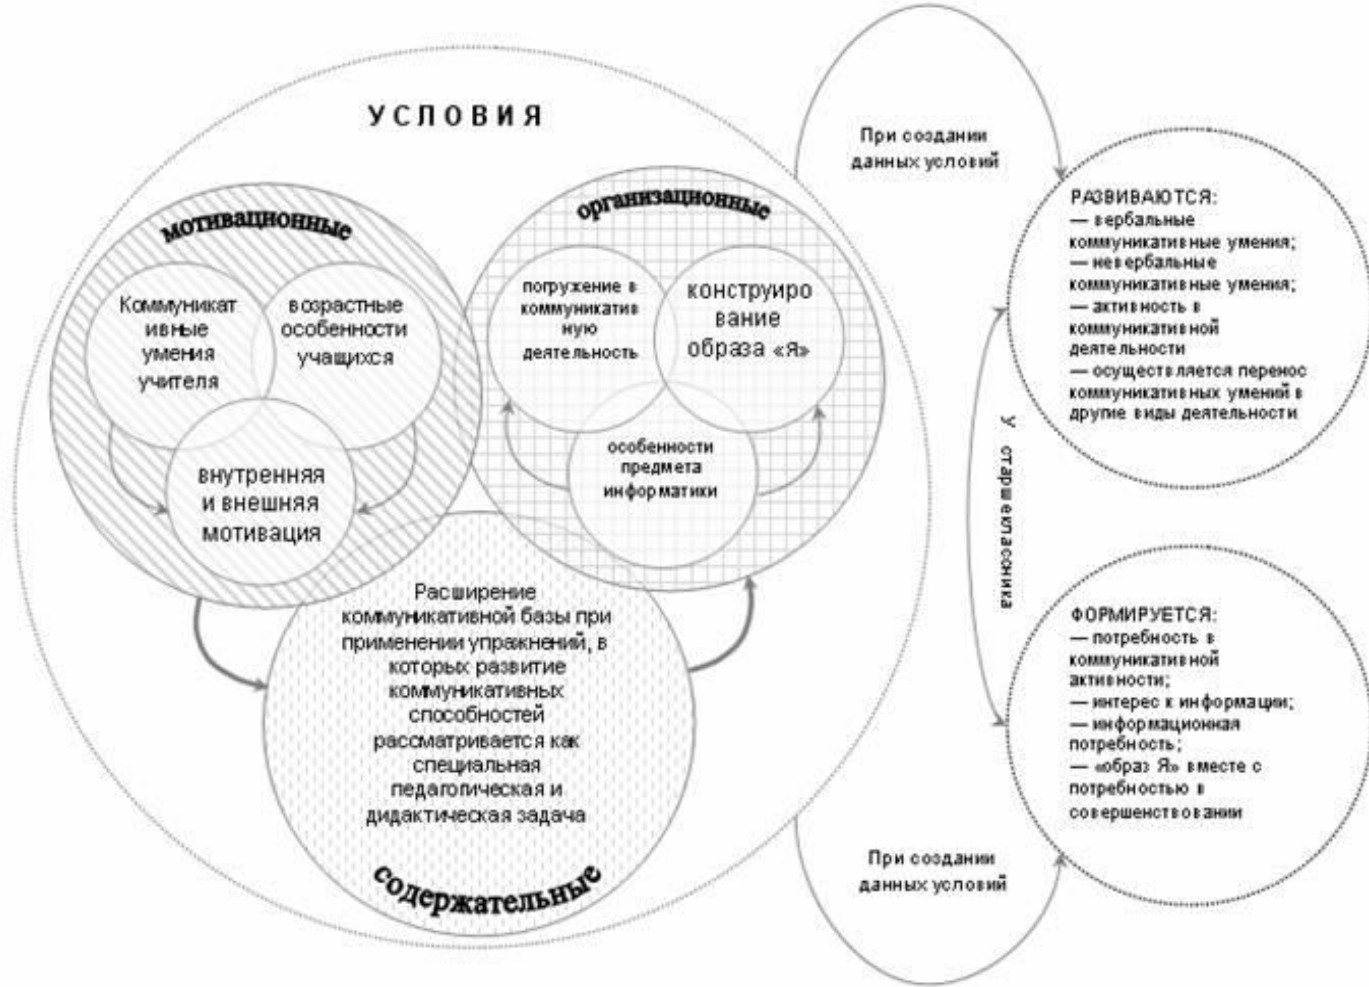 УСЛОВИЯ
мотивационные
Коммуникат
ивные
умения
учителя
возрастные
особенности
учащихся
внутренняя
и внешняя
мотивация
организационные
погружение в
коммуникатив
ную
деятельность
конструиро
вание
образа «я»
особенности
предмета
информатики
Расширение
коммуникативной базы при
применении упражнений, в
которых развитие
коммуникативных
способностей
рассматривается как
специальная
педагогическая и
дидактическая задача
содержательные
При создании
данных условий
РАЗВИВАЮТСЯ:
— вербальные
коммуникативные умения;
— невербальные
коммуникативные умения;
— активность в
коммуникативной
деятельности
— осуществляется перенос
коммуникативных умений в
другие виды деятельности
У старшеклассника
ФОРМИРУЕТСЯ:
— потребность в
коммуникативной
активности;
— интерес к информации;
— информационная
потребность;
— «образ Я» вместе с
потребностью в
совершенствовании
При создании
данных условий